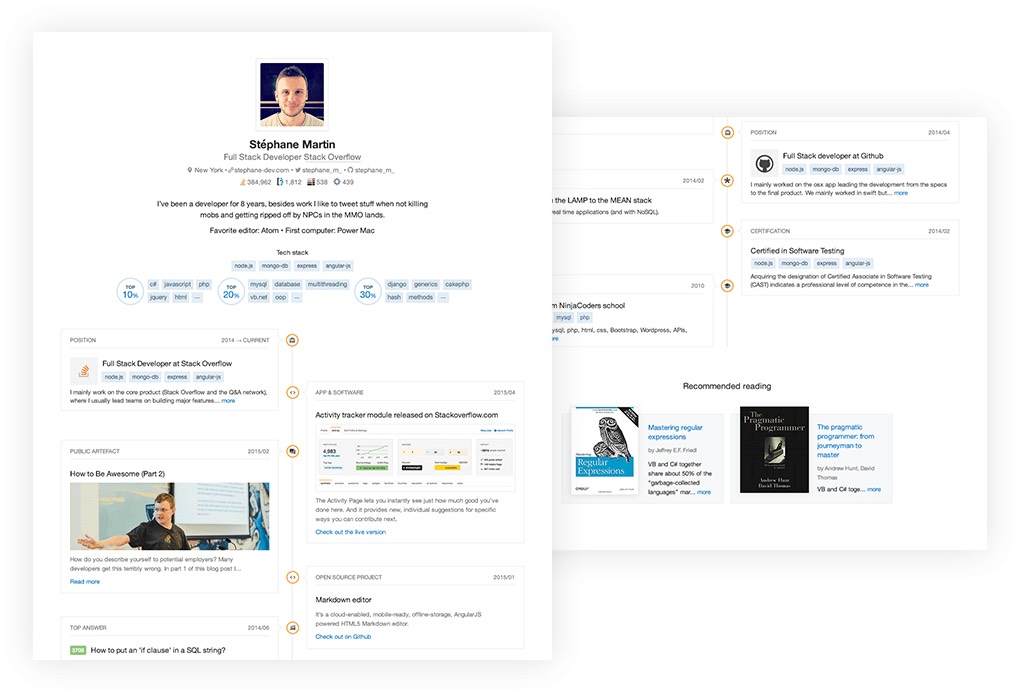 Stéphane Martin
Full Stack Developer Stack Overflow
New York • stephane-dev.com • stephane_m_ • stephane_m_
384,962 1,812 538 439
I've been a developer for 8 years, besides work I like to tweet stuff when not killing
mobs and getting ripped off by NPCs in the MMO lands.
Favorite editor: Atom • First computer: Power Mac
Tech stack
node.js mongo-db express angular-js
TOP 10% c# javascript php jquery html ...
TOP 20% mysql database multithreading vb.net oop ...
TOP 30% django generics cakephp hash methods ...
POSITION 2014 → CURRENT
Full Stack Developer at Stack Overflow
node.js mongo-db express angular-js
I mainly work on the core product (Stack Overflow and the Q&A network),
where I usually lead teams on building major features... more
APP & SOFTWARE 2015/04
Activity tracker module released on Stackoverflow.com
4,983
The Activity Page lets you instantly see just how much good you've
done here. And it provides new, individual suggestions for specific
ways you can contribute next.
Check out the live version
PUBLIC ARTEFACT 2015/02
How to Be Awesome (Part 2)
How do you describe yourself to potential employers? Many
developers get this terribly wrong. In part 1 of this blog post I...
Read more
OPEN SOURCE PROJECT 2015/01
Markdown editor
It's a cloud-enabled, mobile-ready, offline-storage, AngularJS
powered HTML5 Markdown editor.
Check out on Github
TOP ANSWER 2014/06
3708 How to put an 'if clause' in a SQL string?
POSITION 2014/04
Full Stack developer at Github
node.js mongo-db express angular-js
I mainly worked on the osx app leading the development from the specs
to the final product. We mainly worked in swift but... more
2014/02
the LAMP to the MEAN stack
real time applications (and with NoSQL).
CERTIFCATION 2014/02
Certified in Software Testing
node.js mongo-db express angular-js
Acquiring the designation of Certified Associate in Software Testing
(CAST) indicates a professional level of competence in the... more
2010
NinjaCoders school
mysql php
ysql, php, html, css, Bootstrap, Wordpress, APIs,
Recommended reading
Mastering regular
expressions
by Jeffrey E.F. Friedl
VB and C# together
share about 50% of the
"garbage-collected
languages" mar... more
Regular
Expressions
O'REILLY
The pragmatic
programmer: from
journeyman to
master
by Andrew Hunt, David
Thomas
VB and C# toge... more
The
Pragmatic
Programmer
Andrew Hunt
David Thomas